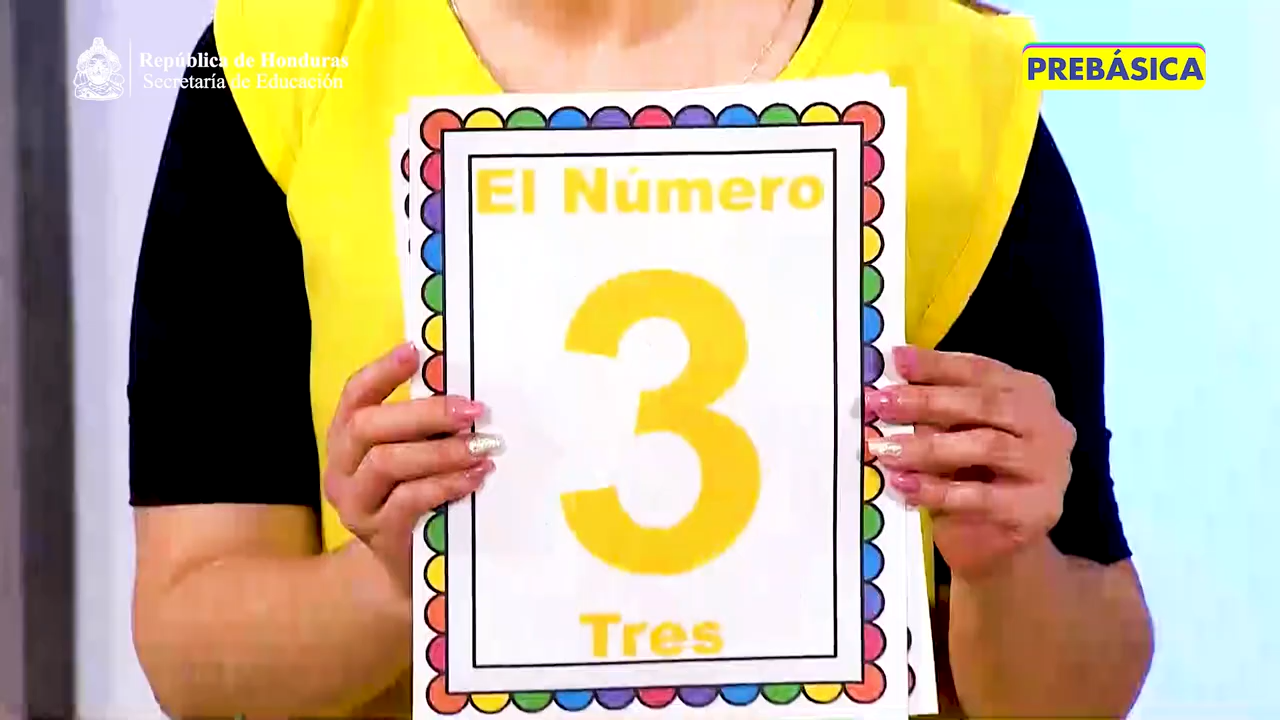 República de Honduras
Secretaría de Educación
PREBÁSICA
El Número
3
Tres